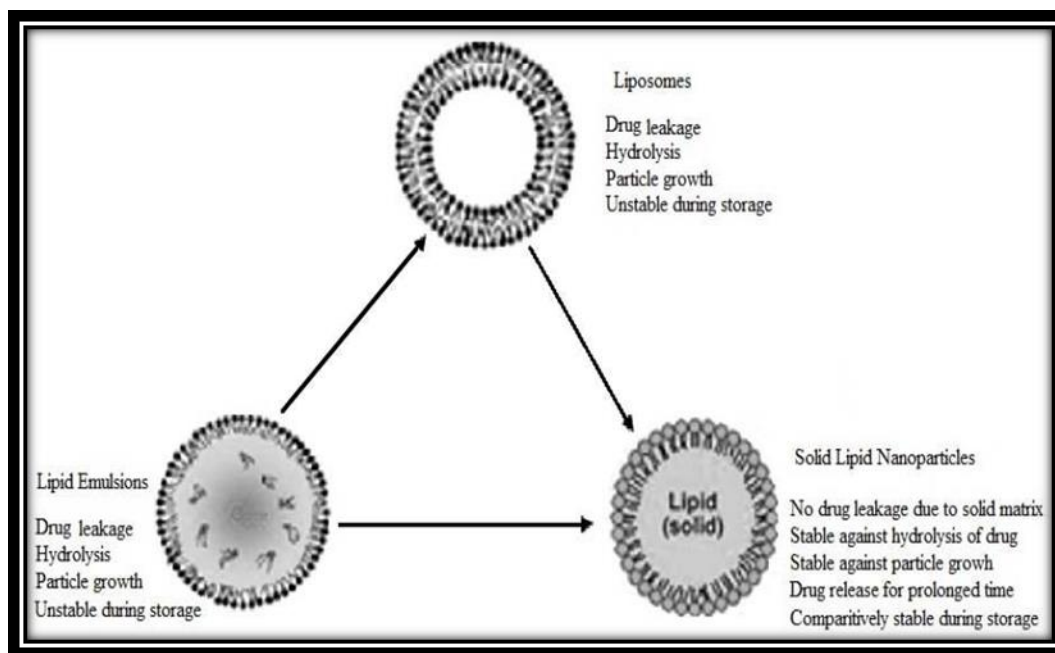 Liposomes
Drug leakage
Hydrolysis
Particle growth
Unstable during storage
Lipid Emulsions
Drug leakage
Hydrolysis
Particle growth
Unstable during storage
Lipid
(solid)
Solid Lipid Nanoparticles
No drug leakage due to solid matrix
Stable against hydrolysis of drug
Stable against particle growh
Drug release for prolonged time
Comparitively stable during storage